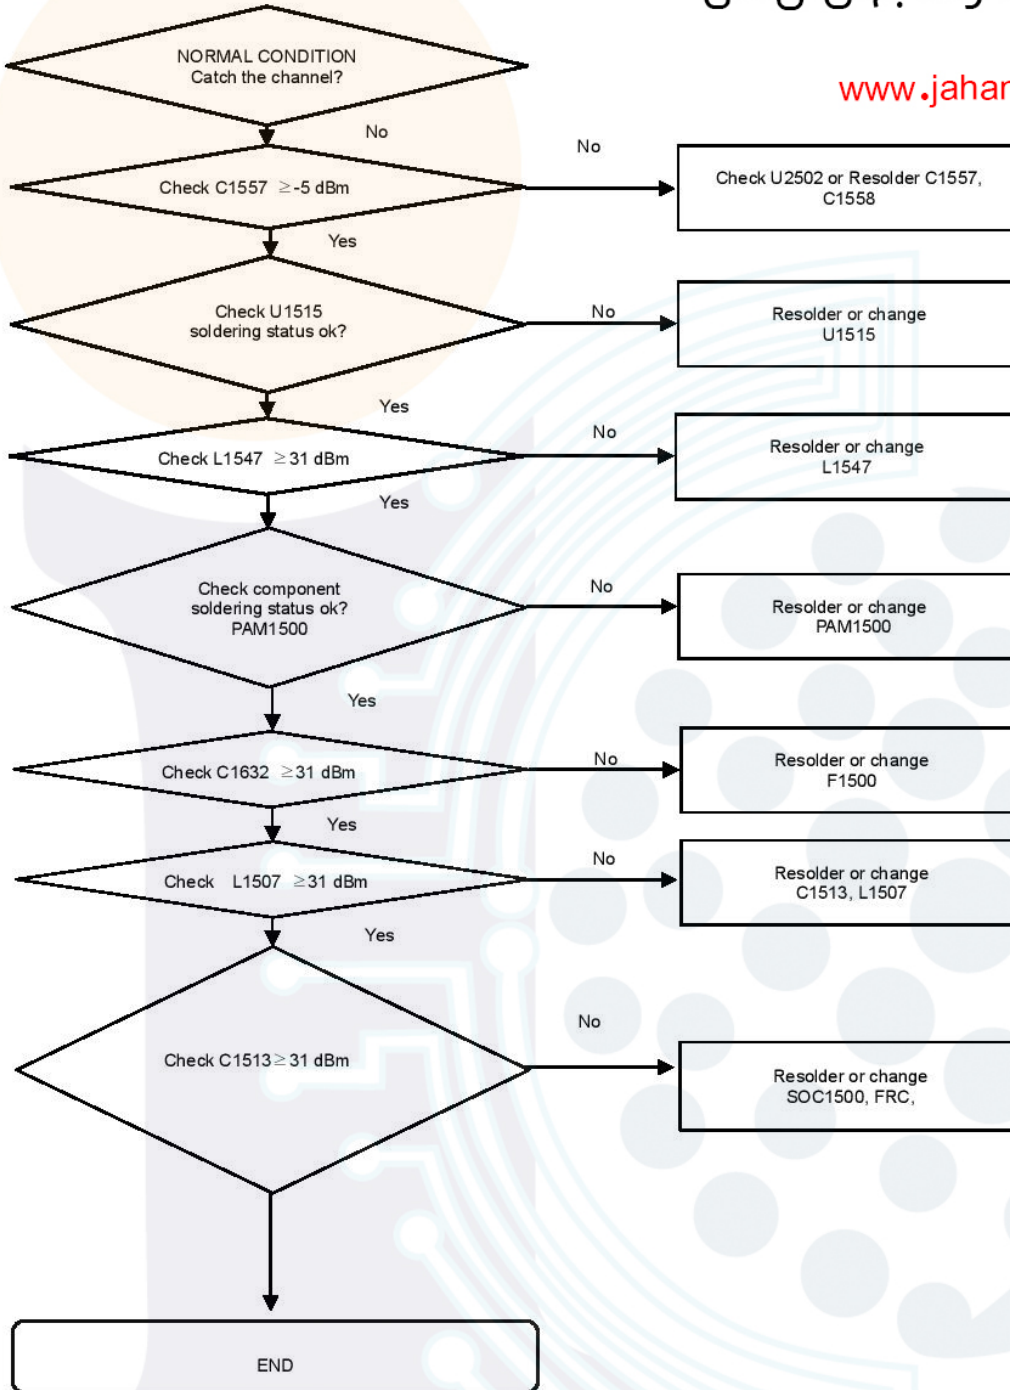 www.jahan
NORMAL CONDITION
Catch the channel?
No
Check C1557 ≥-5 dBm
No
Check U2502 or Resolder C1557,
C1558
Yes
Check U1515
soldering status ok?
No
Resolder or change
U1515
Yes
Check L1547 ≥31 dBm
No
Resolder or change
L1547
Yes
Check component
soldering status ok?
PAM1500
No
Resolder or change
PAM1500
Yes
Check C1632 ≥31 dBm
No
Resolder or change
F1500
Yes
Check L1507 ≥31 dBm
No
Resolder or change
C1513, L1507
Yes
Check C1513≥31 dBm
No
Resolder or change
SOC1500, FRC,
END